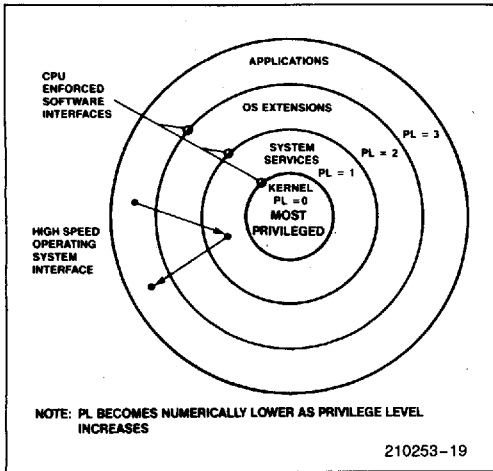 APPLICATIONS
CPU
ENFORCED
SOFTWARE
INTERFACES
OS EXTENSIONS
PL = 3
SYSTEM
SERVICES
PL = 2
PL = 1
KERNEL
PL = 0
MOST
PRIVILEGED
HIGH SPEED
OPERATING
SYSTEM
INTERFACE
NOTE: PL BECOMES NUMERICALLY LOWER AS PRIVILEGE LEVEL
INCREASES
210253-19